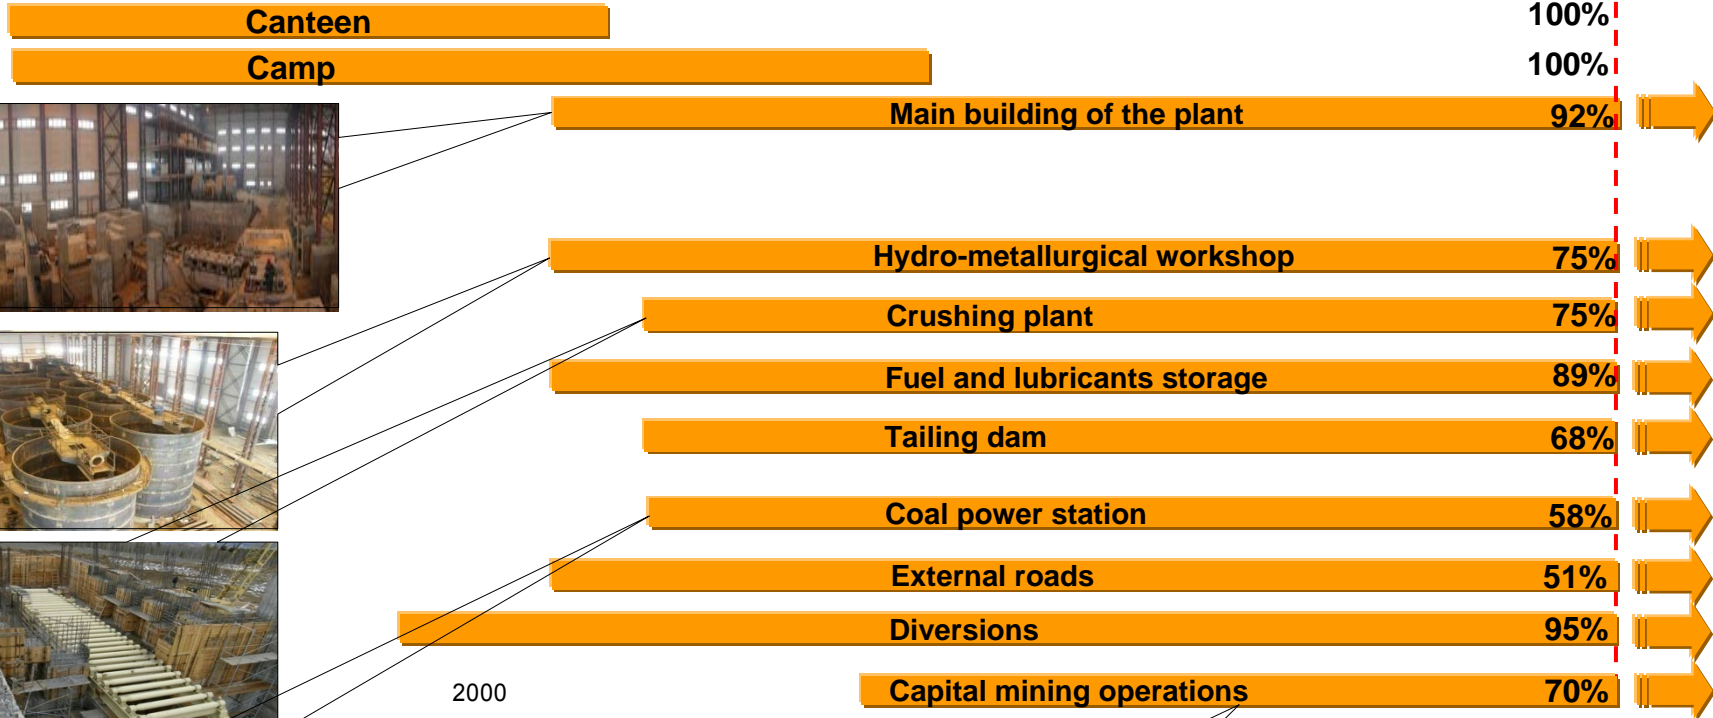 Canteen 100%
Camp 100%
Main building of the plant 92%
Hydro-metallurgical workshop 75%
Crushing plant 75%
Fuel and lubricants storage 89%
Tailing dam 68%
Coal power station 58%
External roads 51%
Diversions 95%
2000 Capital mining operations 70%